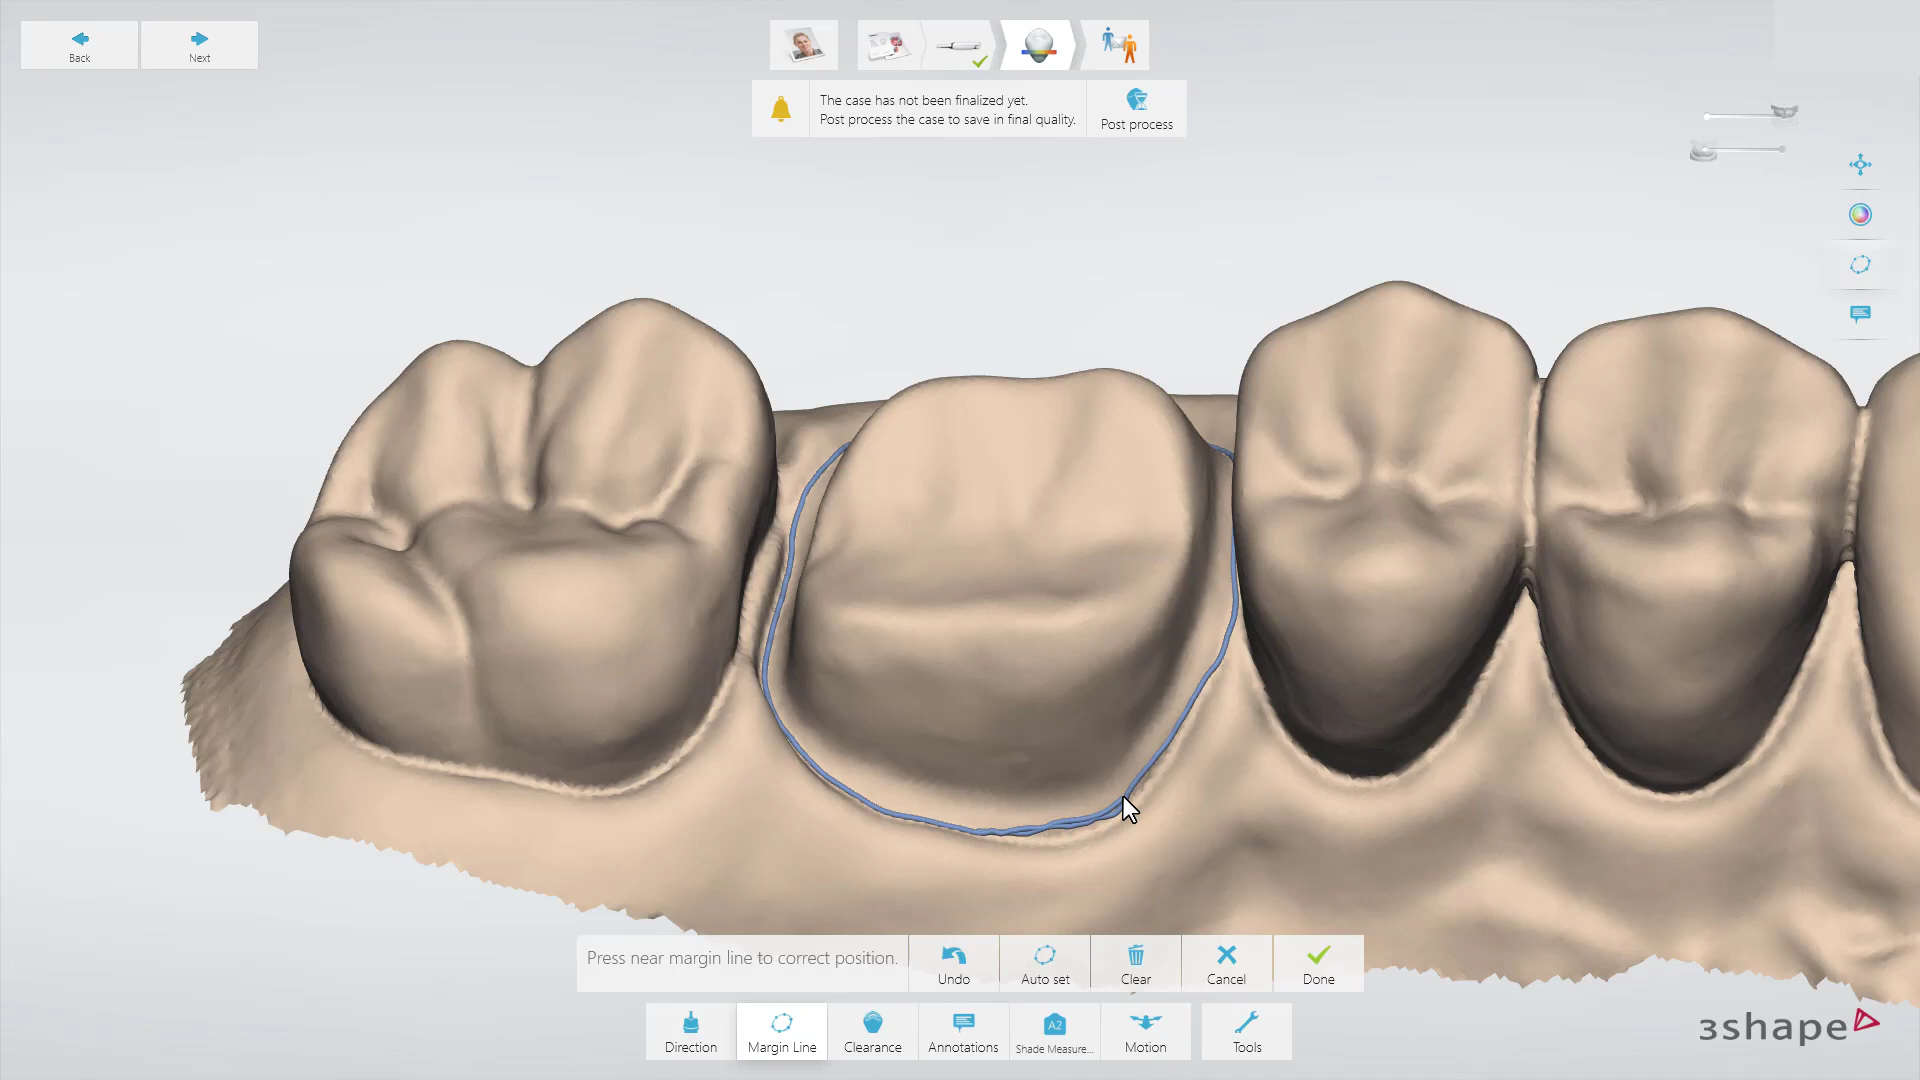 Back
Next
The case has not been finalized yet.
Post process the case to save in final quality.
Post process
Press near margin line to correct position.
Undo
Auto set
Clear
Cancel
Done
Direction
Margin Line
Clearance
Annotations
A2
Shade Measure...
Motion
Tools
3shape